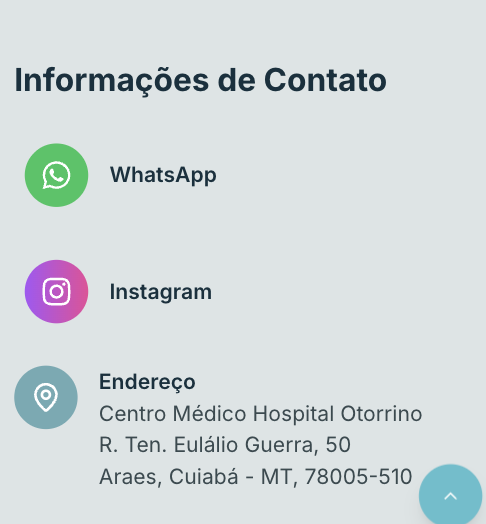 Informações de Contato
WhatsApp
Instagram
Endereço
Centro Médico Hospital Otorrino
R. Ten. Eulálio Guerra, 50
Araes, Cuiabá - MT, 78005-510